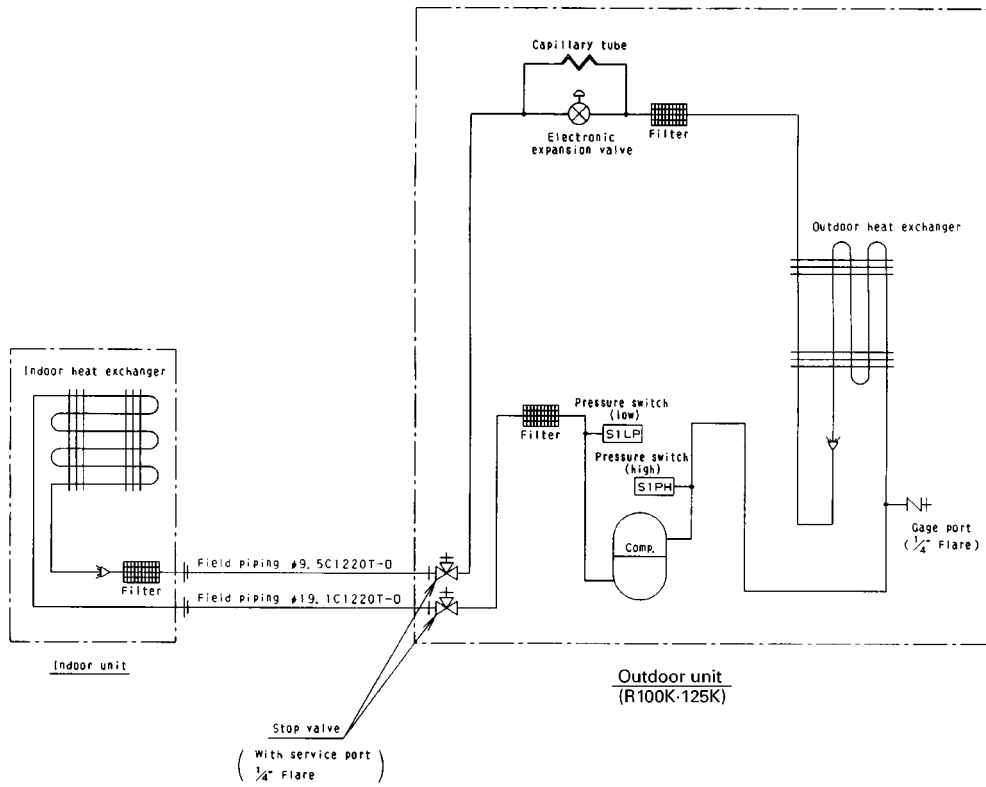 Capillary tube
Electronic
expansion valve
Filter
Outdoor heat exchanger
Indoor heat exchanger
Pressure switch
(low)
S1LP
Filter
Pressure switch
(high)
S1PH
Comp.
Gage port
(1/4" Flare)
Field piping ø9.5C1220T-O
Filter
Field piping ø19.1C1220T-O
Indoor unit
Outdoor unit
(R100K·125K)
Stop valve
(With service port
1/4" Flare)